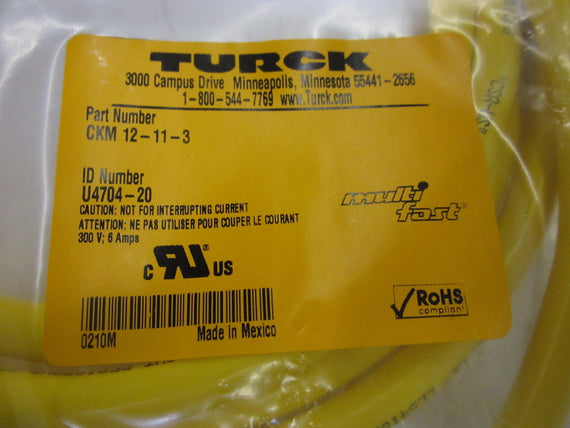 TURCK
3000 Campus Drive Minneapolis, Minnesota 55441-2656
1-800-544-7769 www.Turck.com
Part Number
CKM 12-11-3
ID Number
U4704-20
CAUTION: NOT FOR INTERRUPTING CURRENT
ATTENTION: NE PAS UTILISER POUR COUPER LE COURANT
300 V; 6 Amps
multi
fast®
c RU® US
RoHS
compliant
0210M
Made in Mexico